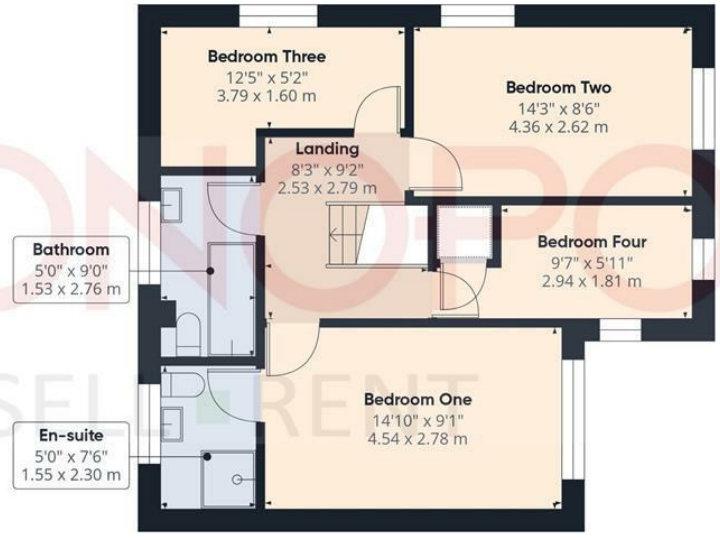 Bedroom Three
12'5" x 5'2"
3.79 x 1.60 m
Bedroom Two
14'3" x 8'6"
4.36 x 2.62 m
Landing
8'3" x 9'2"
2.53 x 2.79 m
Bathroom
5'0" x 9'0"
1.53 x 2.76 m
Bedroom Four
9'7" x 5'11"
2.94 x 1.81 m
Bedroom One
14'10" x 9'1"
4.54 x 2.78 m
En-suite
5'0" x 7'6"
1.55 x 2.30 m
SELL RENT